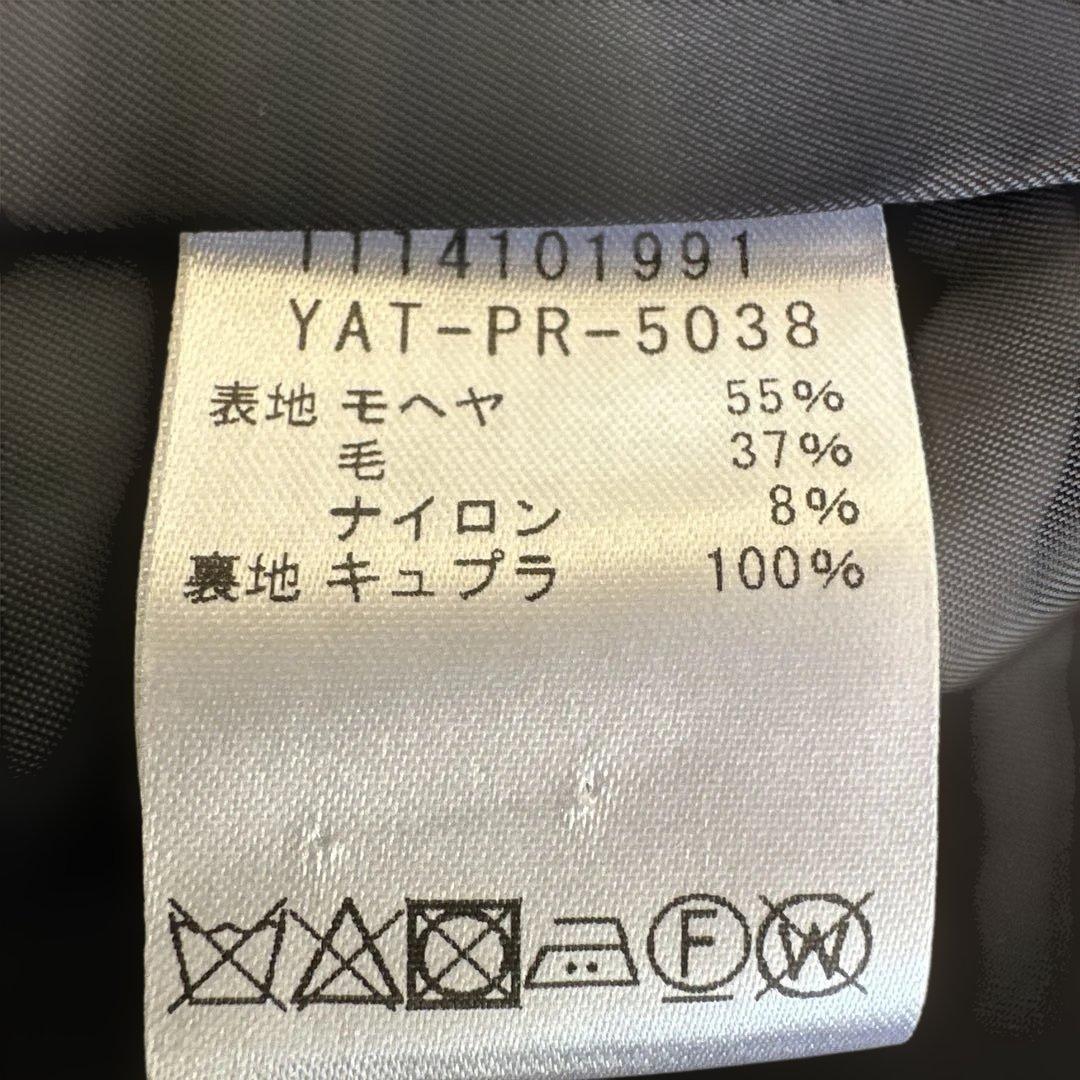 1114101991
YAT-PR-5038
表地 モヘヤ 55%
毛 37%
ナイロン 8%
裏地 キュプラ 100%
F
W